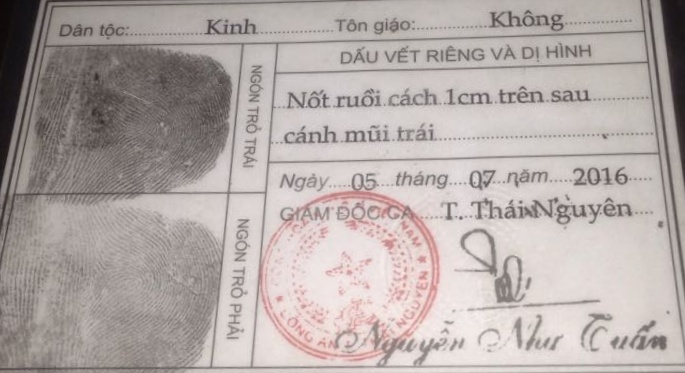 Dân tộc: Kinh Tôn giáo: Không
DẤU VẾT RIÊNG VÀ DỊ HÌNH
Nốt ruồi cách 1cm trên sau
cánh mũi trái
NGÓN TRỎ TRÁI
Ngày 05 tháng 07 năm 2016
GIÁM ĐỐC CA T. Thái Nguyên
NGÓN TRỎ PHẢI
NAM
CÔNG AN NGUYÊN
Nguyễn Như Tuấn